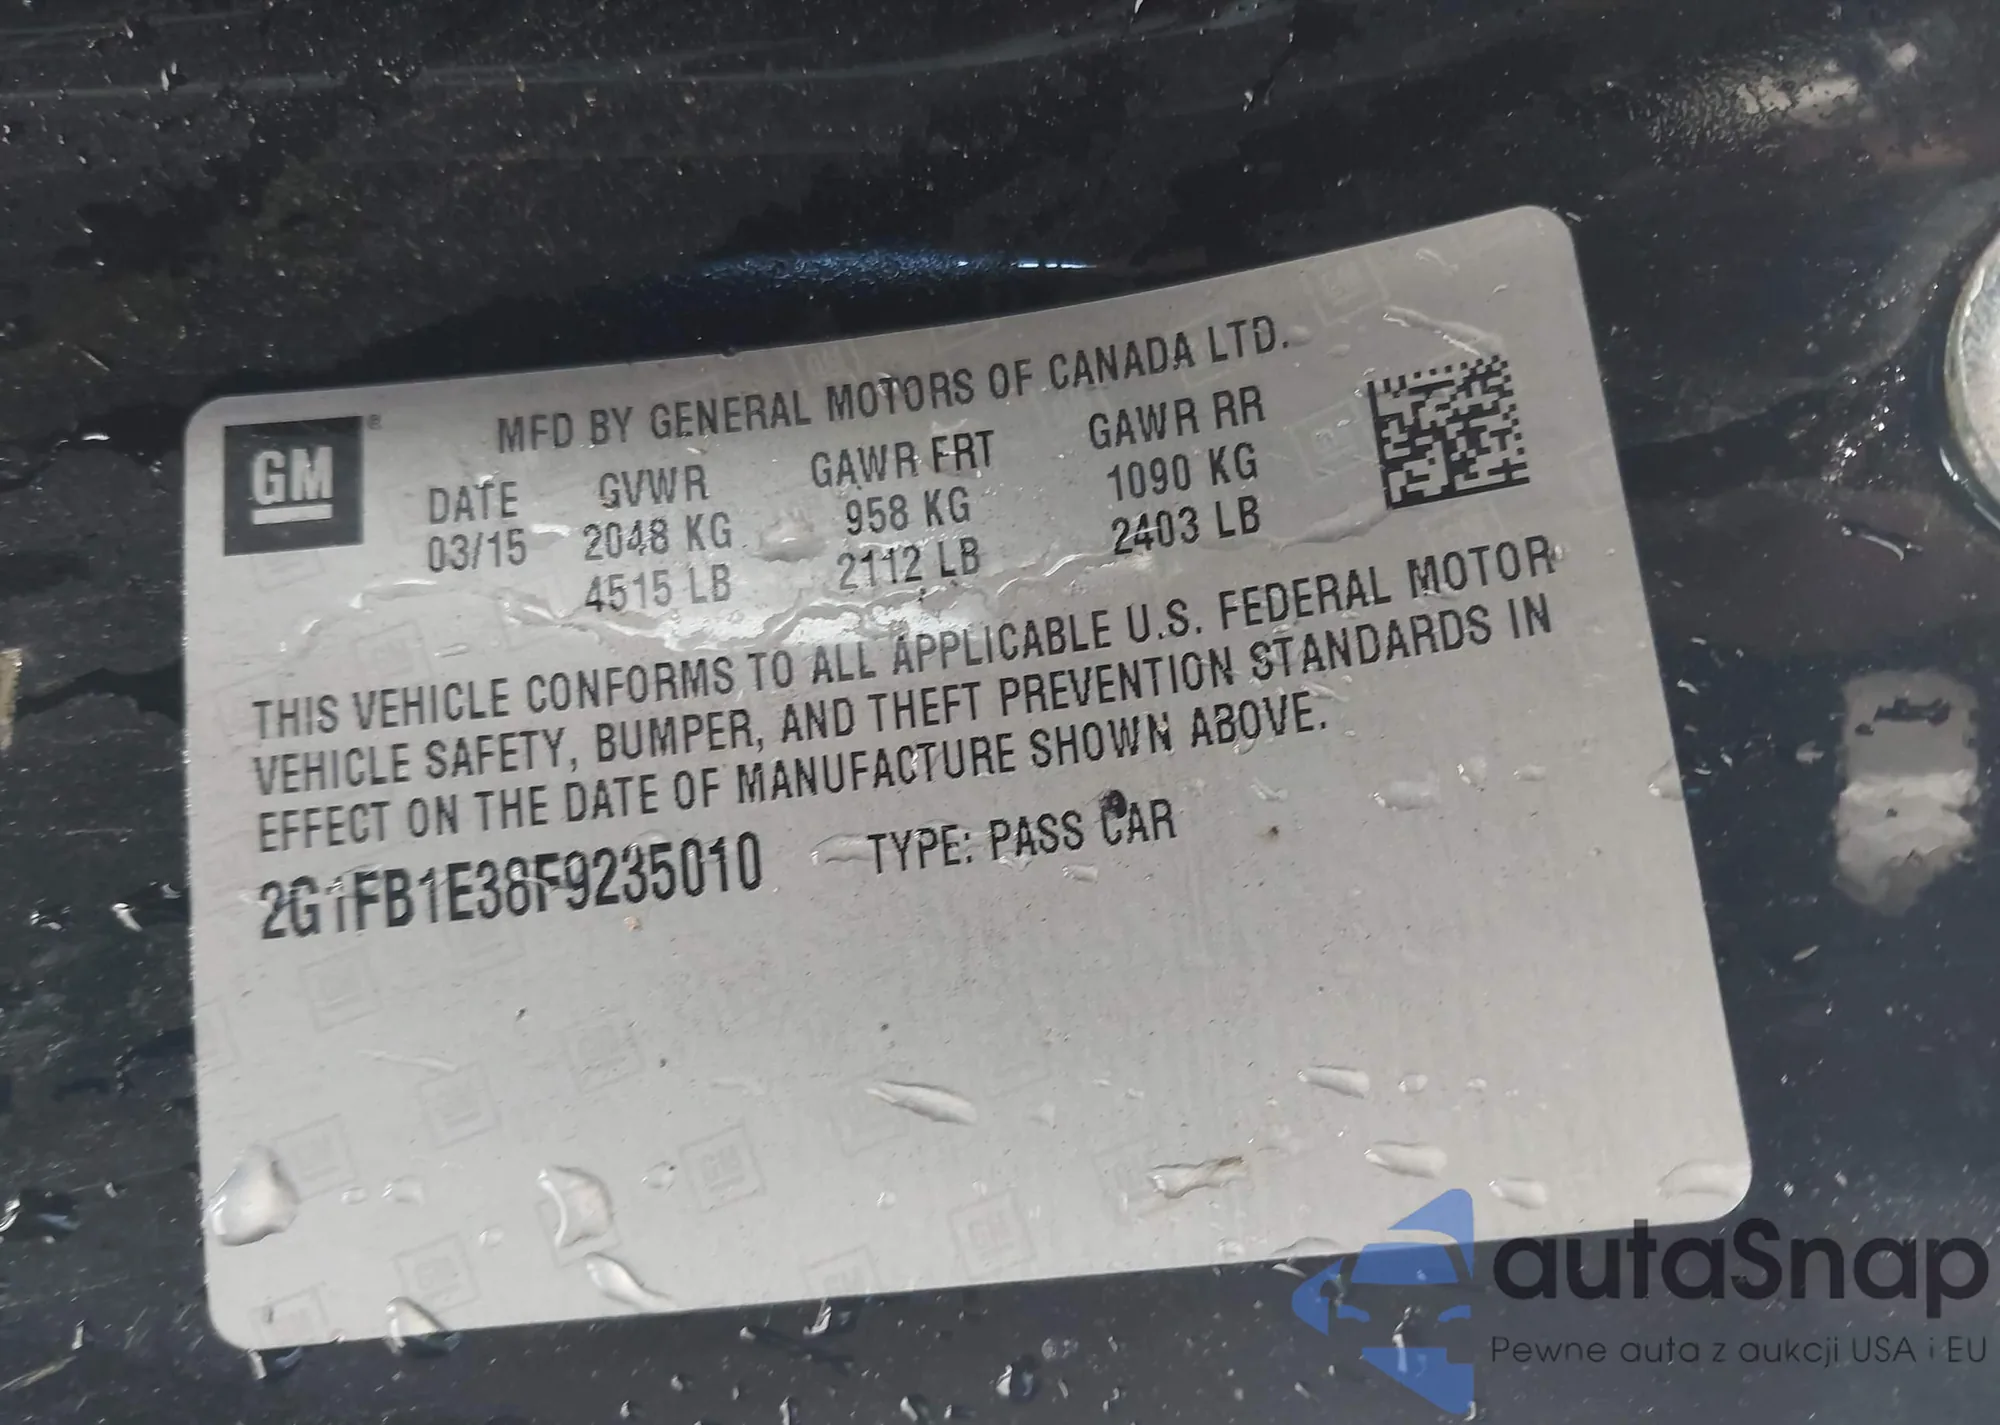 GM ®
MFD BY GENERAL MOTORS OF CANADA LTD.
DATE GVWR GAWR FRT GAWR RR
03/15 2048 KG 958 KG 1090 KG
4515 LB 2112 LB 2403 LB
THIS VEHICLE CONFORMS TO ALL APPLICABLE U.S. FEDERAL MOTOR
VEHICLE SAFETY, BUMPER, AND THEFT PREVENTION STANDARDS IN
EFFECT ON THE DATE OF MANUFACTURE SHOWN ABOVE.
2G1FB1E38F9235010 TYPE: PASS CAR
autaSnap
Pewne auta z aukcji USA i EU